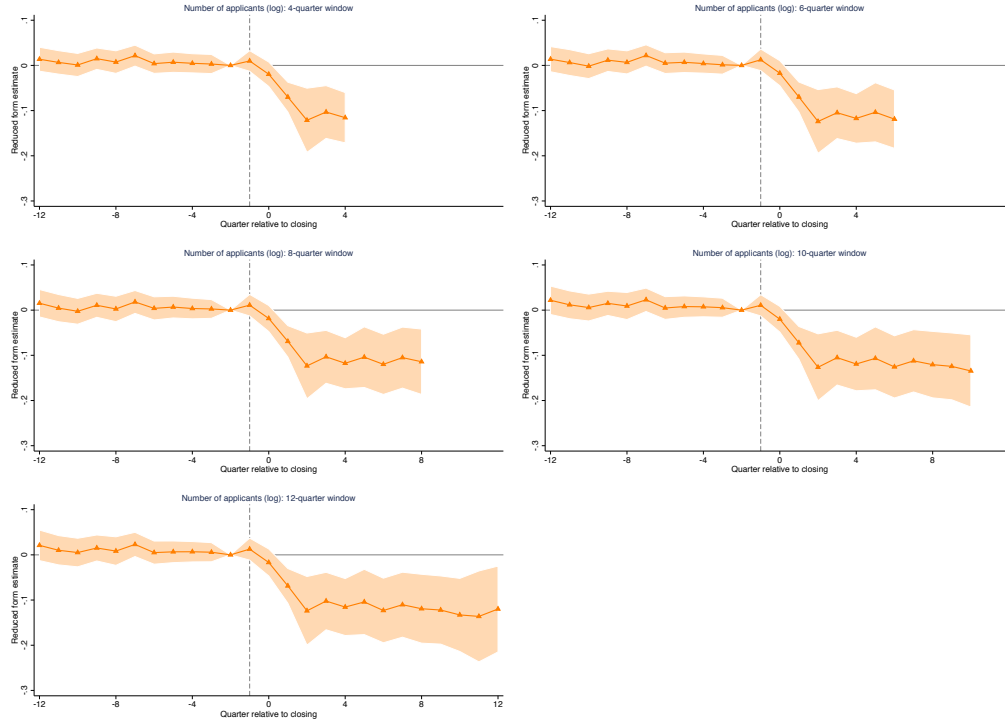 Number of applicants (log): 4-quarter window
Reduced form estimate
.1
0
-.1
-.2
-.3
-12 -8 -4 0 4
Quarter relative to closing
Number of applicants (log): 6-quarter window
Reduced form estimate
.1
0
-.1
-.2
-.3
-12 -8 -4 0 4
Quarter relative to closing
Number of applicants (log): 8-quarter window
Reduced form estimate
.1
0
-.1
-.2
-.3
-12 -8 -4 0 4 8
Quarter relative to closing
Number of applicants (log): 10-quarter window
Reduced form estimate
.1
0
-.1
-.2
-.3
-12 -8 -4 0 4 8
Quarter relative to closing
Number of applicants (log): 12-quarter window
Reduced form estimate
.1
0
-.1
-.2
-.3
-12 -8 -4 0 4 8 12
Quarter relative to closing